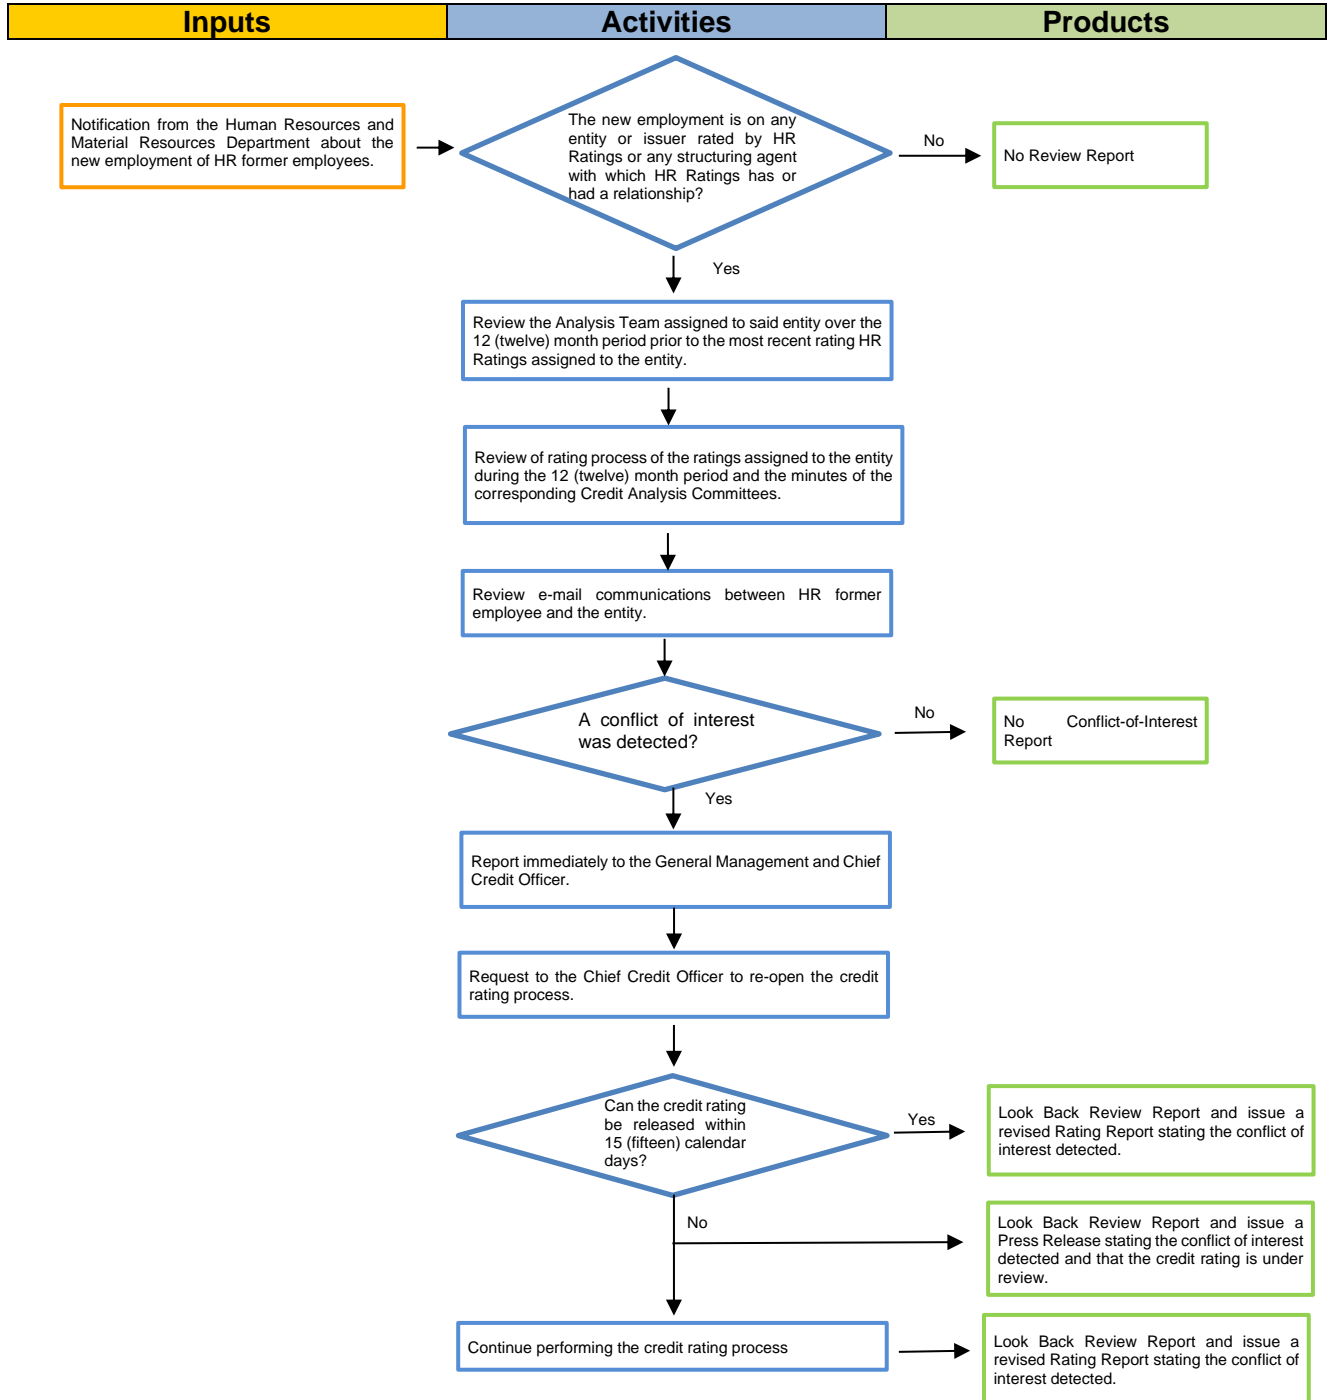 Inputs
Activities
Products
Notification from the Human Resources and
Material Resources Department about the
new employment of HR former employees.
The new employment is on any
entity or issuer rated by HR
Ratings or any structuring agent
with which HR Ratings has or
had a relationship?
No
No Review Report
Yes
Review the Analysis Team assigned to said entity over the
12 (twelve) month period prior to the most recent rating HR
Ratings assigned to the entity.
Review of rating process of the ratings assigned to the entity
during the 12 (twelve) month period and the minutes of the
corresponding Credit Analysis Committees.
Review e-mail communications between HR former
employee and the entity.
A conflict of interest
was detected?
No
No Conflict-of-Interest
Report
Yes
Report immediately to the General Management and Chief
Credit Officer.
Request to the Chief Credit Officer to re-open the credit
rating process.
Can the credit rating
be released within
15 (fifteen) calendar
days?
Yes
Look Back Review Report and issue a
revised Rating Report stating the conflict of
interest detected.
No
Look Back Review Report and issue a
Press Release stating the conflict of interest
detected and that the credit rating is under
review.
Continue performing the credit rating process
Look Back Review Report and issue a
revised Rating Report stating the conflict of
interest detected.